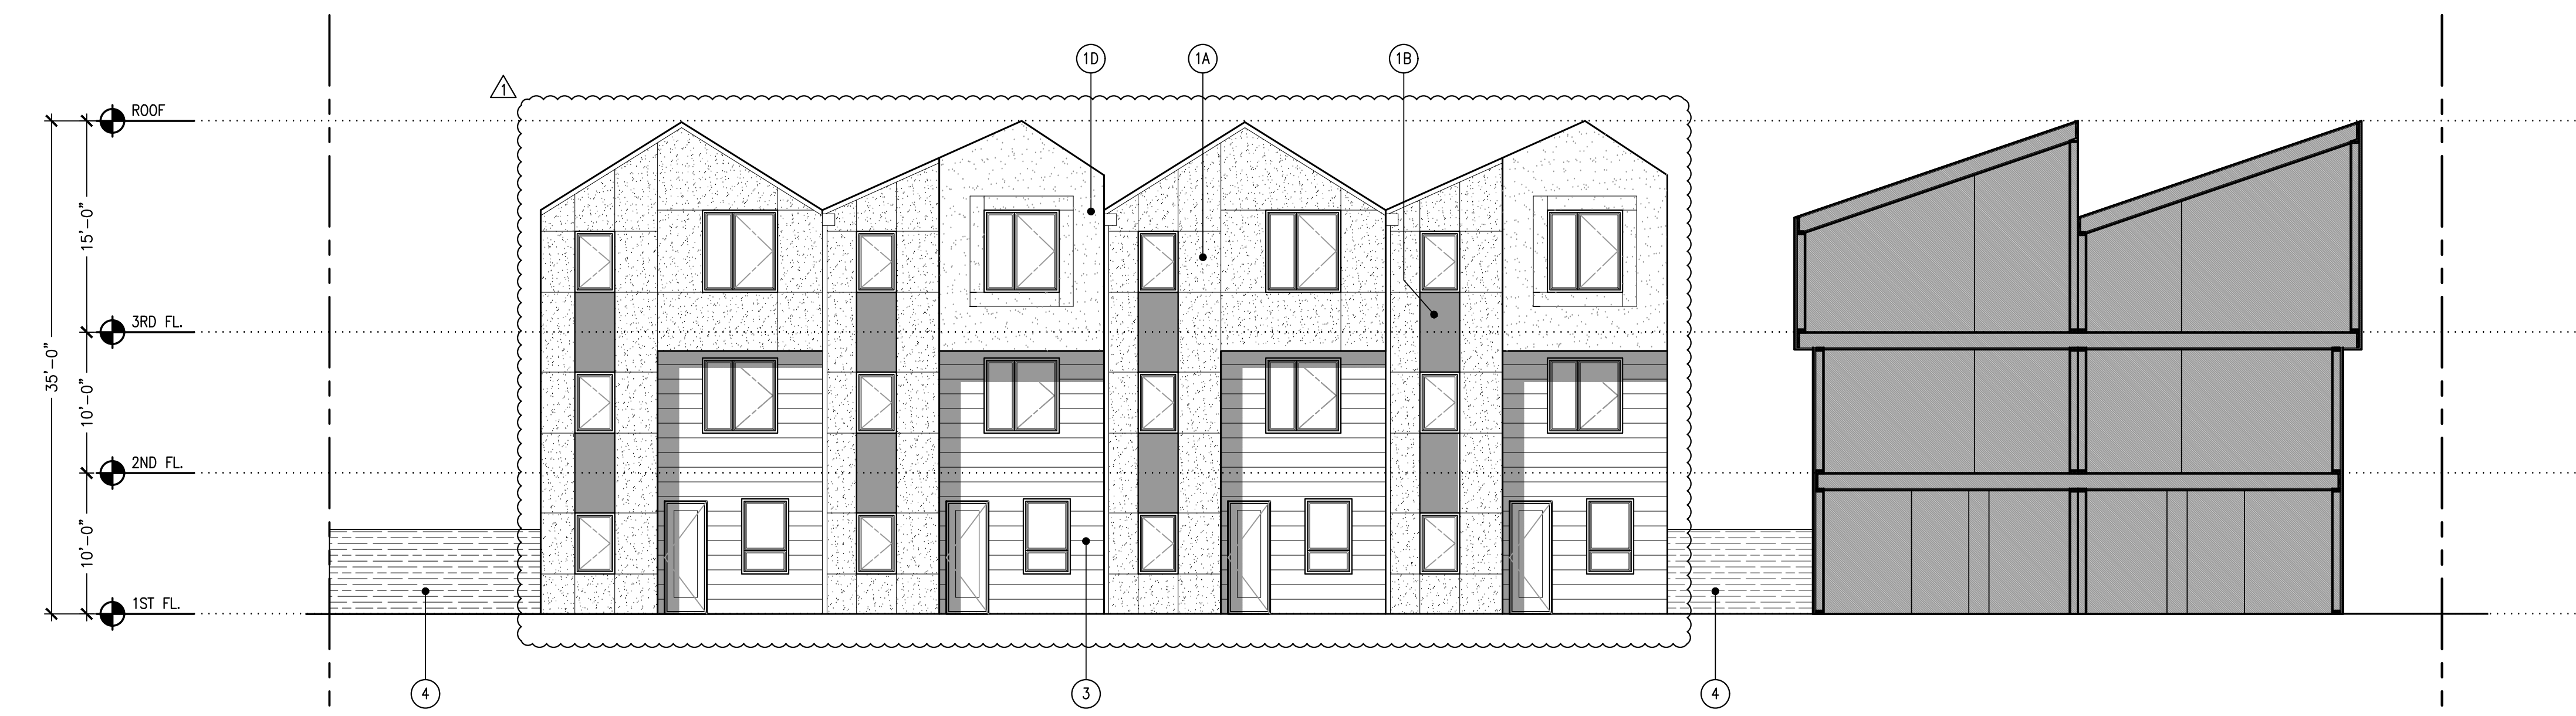 1D
1A
1B
1
ROOF
15'-0"
3RD FL.
35'-0"
10'-0"
2ND FL.
10'-0"
1ST FL.
4
3
4